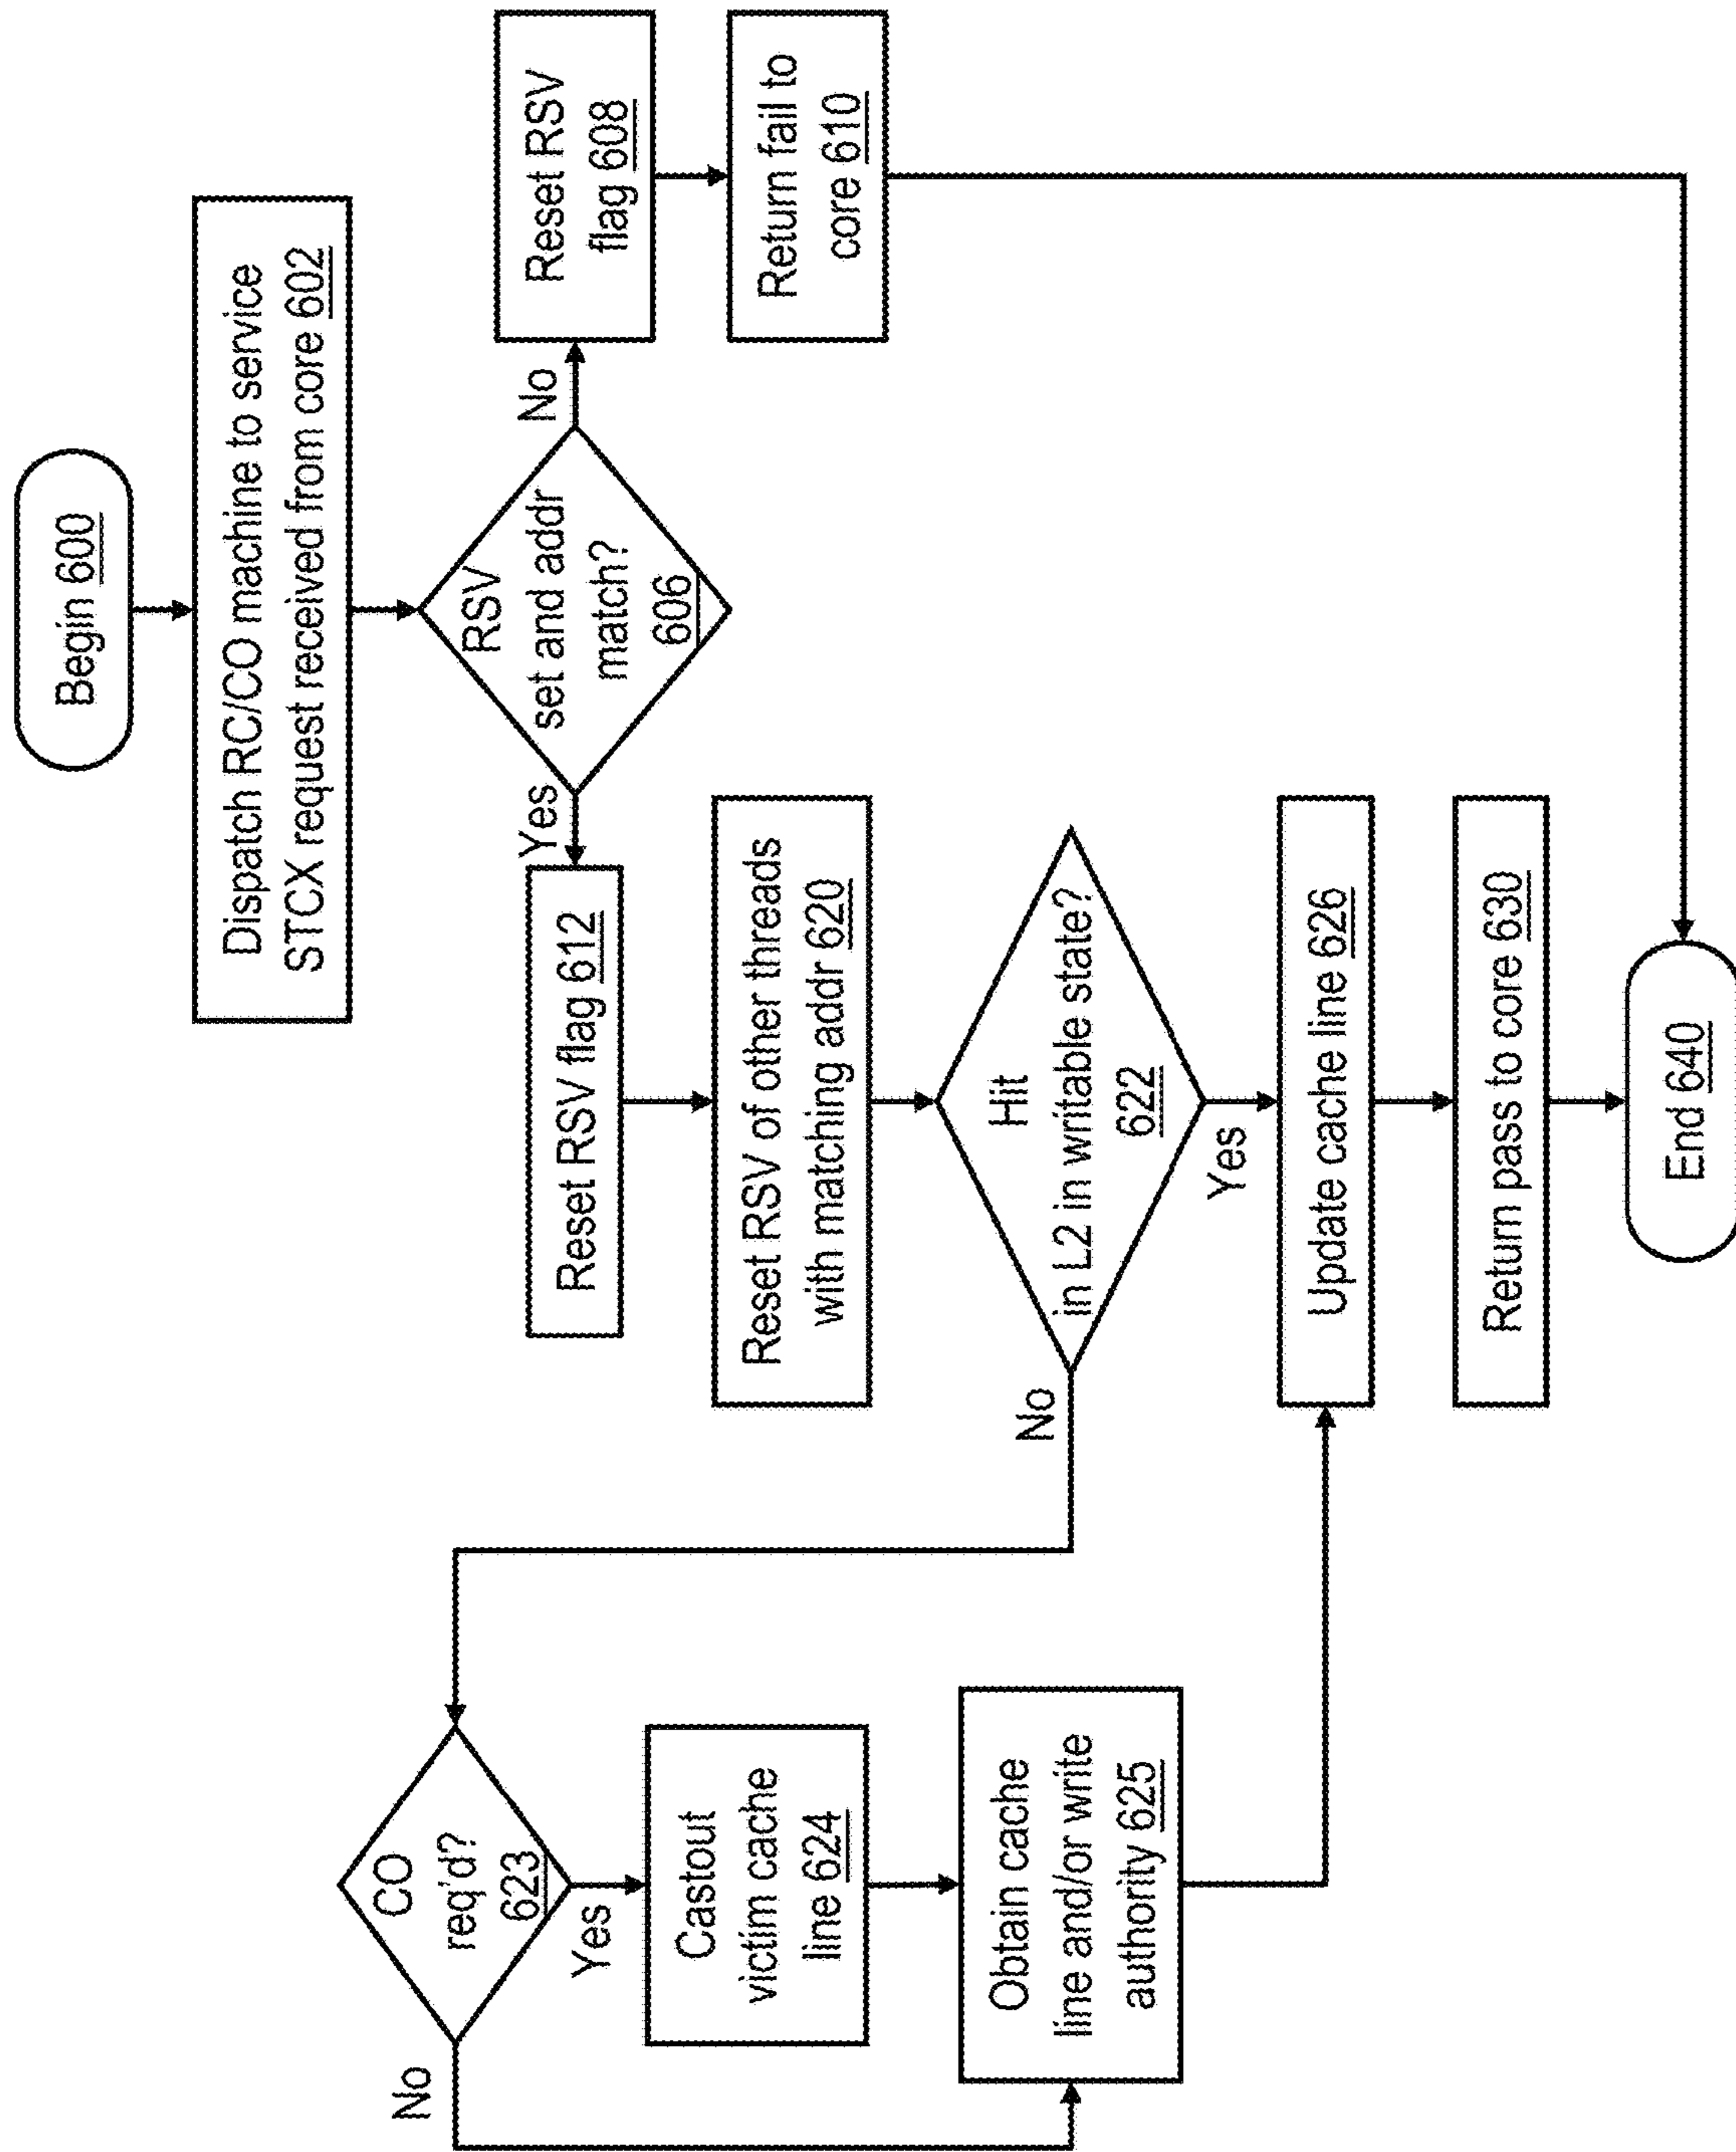 Begin 600
Dispatch RC/CO machine to service
STCX request received from core 602
RSV
set and addr
match?
606
No
Reset RSV
flag 608
Return fail to
core 610
Yes
Reset RSV flag 612
Reset RSV of other threads
with matching addr 620
Hit
in L2 in writable state?
622
No
CO
req'd?
623
No
Yes
Castout
victim cache
line 624
Obtain cache
line and/or write
authority 625
Yes
Update cache line 626
Return pass to core 630
End 640